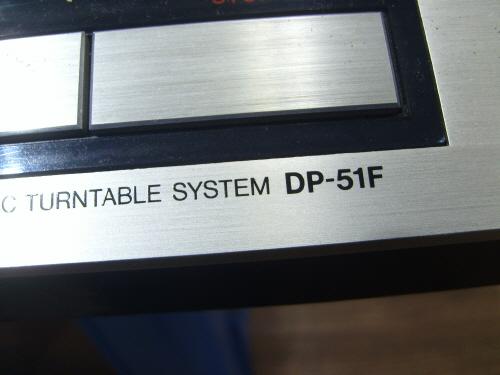 C TURNTABLE SYSTEM DP-51F